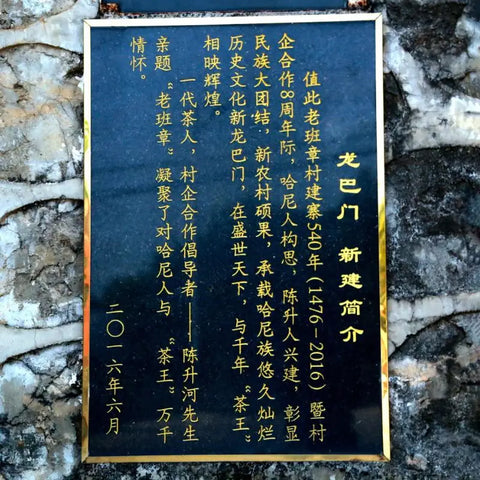 龙巴门 新建简介
值此老班章村建寨540年(1476-2016)暨村
企合作8周年际，哈尼人构思，陈升人兴建，彰显
民族大团结；新农村硕果，承载哈尼族悠久灿烂
历史文化新龙巴门，在盛世天下，与千年“茶王”
相映辉煌。
一代茶人，村企合作倡导者——陈升河先生
亲题“老班章”凝聚了对哈尼人与“茶王”万千
情怀。
二〇一六年六月